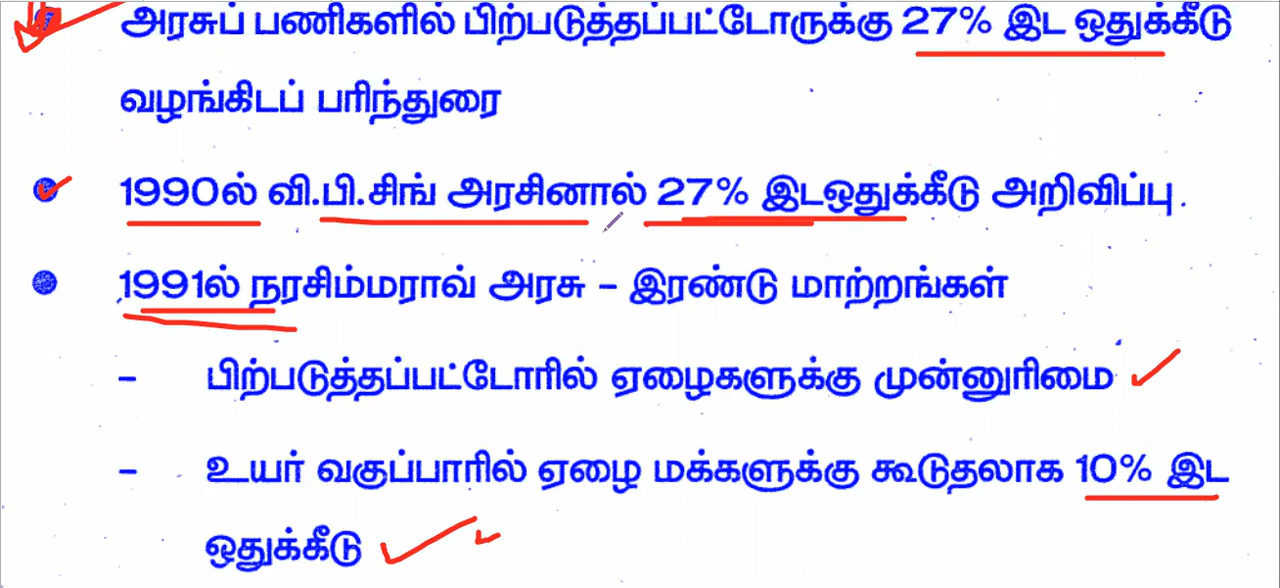 அரசுப் பணிகளில் பிற்படுத்தப்பட்டோருக்கு 27% இட ஒதுக்கீடு
வழங்கிடப் பரிந்துரை
1990ல் வி.பி.சிங் அரசினால் 27% இடஒதுக்கீடு அறிவிப்பு.
1991ல் நரசிம்மராவ் அரசு – இரண்டு மாற்றங்கள்
– பிற்படுத்தப்பட்டோரில் ஏழைகளுக்கு முன்னுரிமை
– உயர் வகுப்பாரில் ஏழை மக்களுக்கு கூடுதலாக 10% இட
ஒதுக்கீடு